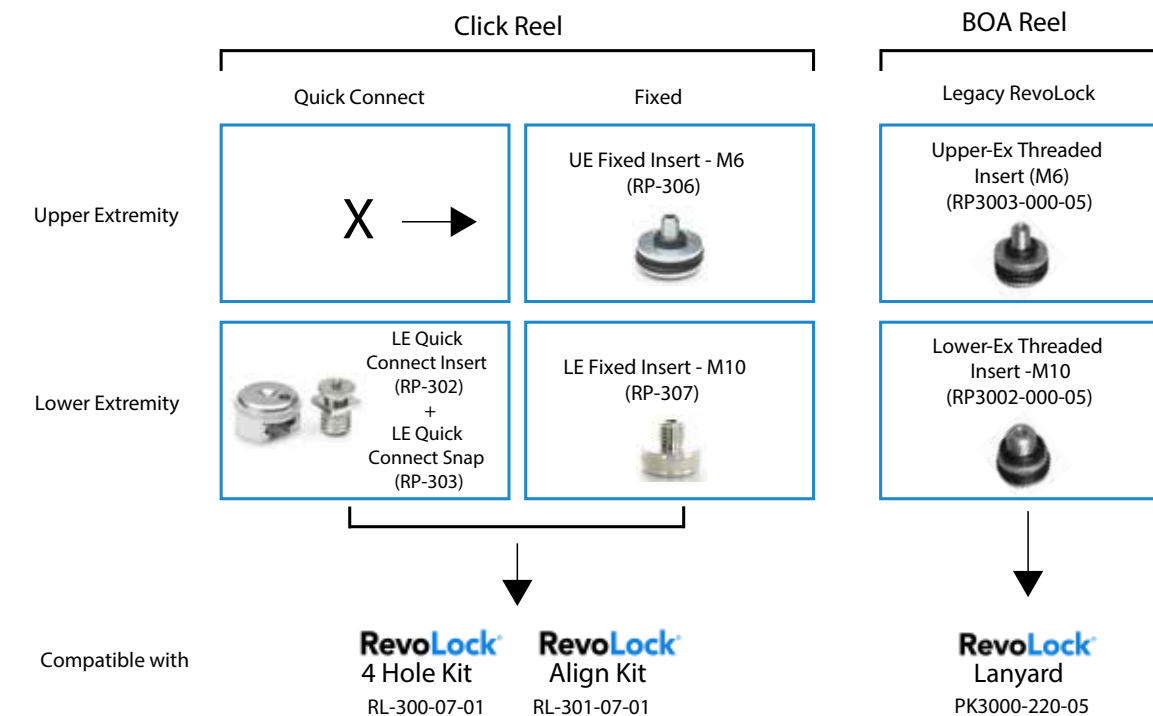 Click Reel
BOA Reel
Quick Connect
Fixed
Legacy RevoLock
Upper Extremity
X
UE Fixed Insert - M6
(RP-306)
Upper-Ex Threaded
Insert (M6)
(RP3003-000-05)
Lower Extremity
LE Quick
Connect Insert
(RP-302)
+
LE Quick
Connect Snap
(RP-303)
LE Fixed Insert - M10
(RP-307)
Lower-Ex Threaded
Insert -M10
(RP3002-000-05)
Compatible with
RevoLock
4 Hole Kit
RL-300-07-01
RevoLock
Align Kit
RL-301-07-01
RevoLock
Lanyard
PK3000-220-05